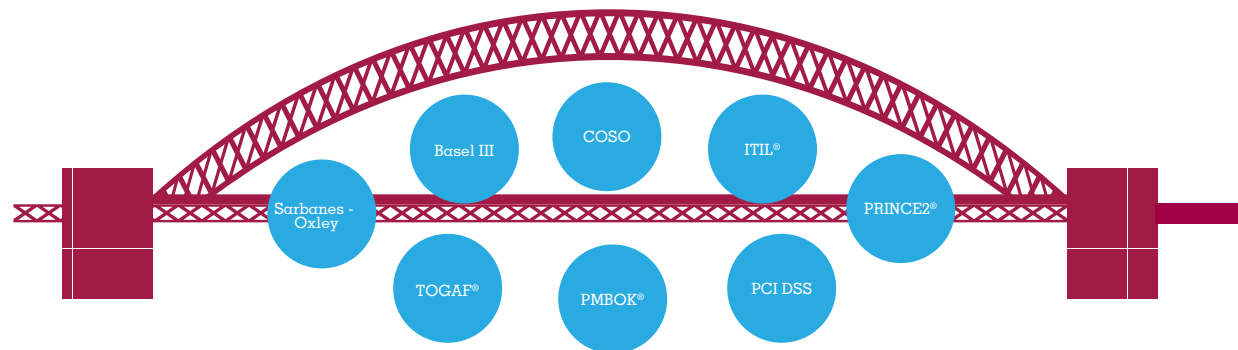 COSO
Basel III
ITIL®
Sarbanes -
Oxley
PRINCE2®
TOGAF®
PMBOK®
PCI DSS